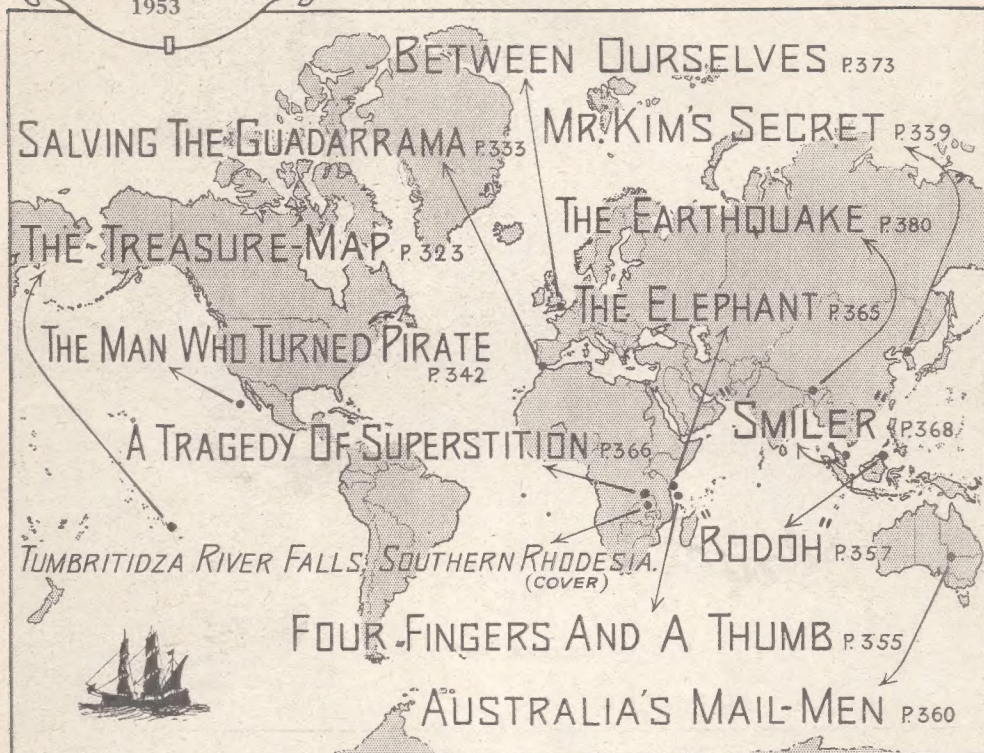 1953
BETWEEN OURSELVES P.373
SALVING THE GUADARRAMA P.333
MR. KIM'S SECRET P.339
THE EARTHQUAKE P.380
THE-TREASURE-MAP P.323
THE ELEPHANT P.365
THE MAN WHO TURNED PIRATE
P.342
"SMILER" P.368
A TRAGEDY OF SUPERSTITION P.366
"BODOH" P.357
TUMBRITIDZA RIVER FALLS, SOUTHERN RHODESIA.
(COVER)
FOUR FINGERS AND A THUMB P.355
AUSTRALIA'S MAIL-MEN P.360